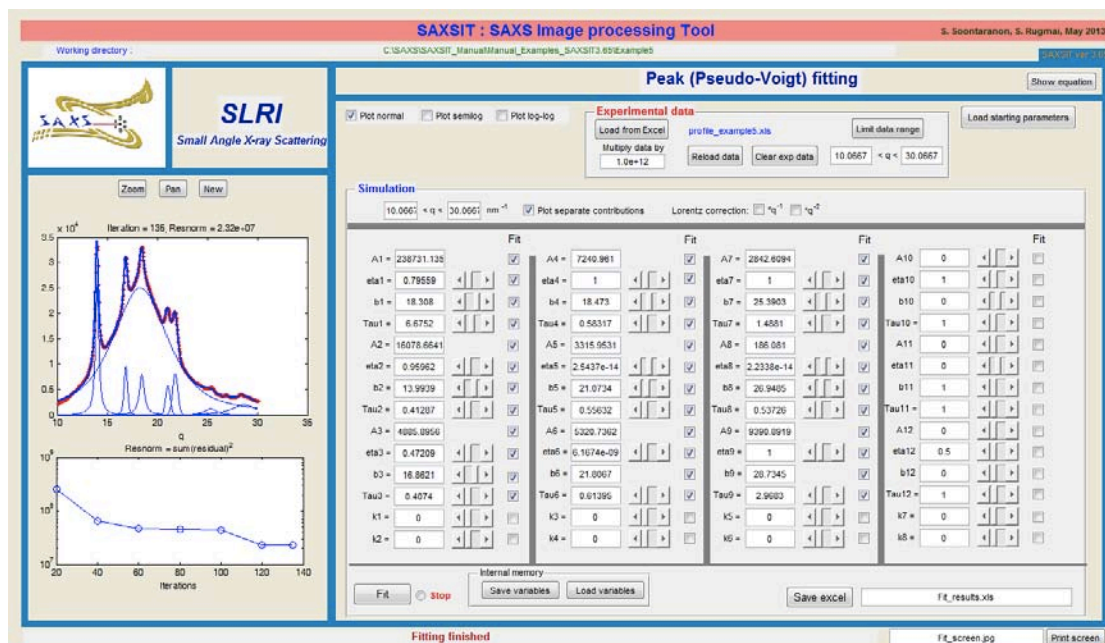 SAXSIT : SAXS Image processing Tool
S. Soontaranon, S. Rugmai, May 2013
Working directory :
C:\SAXS\SAXSIT_Manual\Manual_Examples_SAXSIT3.65\Example5
SAXS
SLRI
Small Angle X-ray Scattering
Peak (Pseudo-Voigt) fitting
Show equation
Plot normal Plot semilog Plot log-log
Experimental data
Load from Excel profile_example5.xls Limit data range
Load starting parameters
Multiply data by
1.0e+12 Reload data Clear exp data 10.0667 < q < 30.0667
Zoom Pan New
Simulation
10.0667 < q < 30.0667 nm -1 Plot separate contributions Lorentz correction: *q^-1 *q^-2
Iteration = 135, Resnorm = 2.32e+07
x 10^4
3.5
3
2.5
2
1.5
1
0.5
0
10 15 20 25 30 35
q
Resnorm = sum(residual)^2
10^7
20 40 60 80 100 120 140
Iterations
Fit Fit Fit Fit
A1 = 238731.135 A4 = 7240.961 A7 = 2842.6094 A10 0
eta1 = 0.79559 eta4 = 1 eta7 = 1 eta10 1
b1 = 18.308 b4 = 18.473 b7 = 25.3903 b10 0
Tau1 = 6.6752 Tau4 = 0.58317 Tau7 = 1.4881 Tau10 = 1
A2 = 16078.6641 A5 = 3315.9531 A8 = 186.081 A11 0
eta2 = 0.95962 eta5 = 2.5437e-14 eta8 = 2.2338e-14 eta11 0
b2 = 13.9939 b5 = 21.0734 b8 = 26.9485 b11 1
Tau2 = 0.41287 Tau5 = 0.55632 Tau8 = 0.53726 Tau11 = 1
A3 = 4885.8956 A6 = 5320.7362 A9 = 9390.8919 A12 0
eta3 = 0.47209 eta6 = 6.1674e-09 eta9 = 1 eta12 0.5
b3 = 16.8621 b6 = 21.8067 b9 = 28.7345 b12 0
Tau3 = 0.4074 Tau6 = 0.61395 Tau9 = 2.9683 Tau12 = 1
k1 = 0 k3 = 0 k5 = 0 k7 = 0
k2 = 0 k4 = 0 k6 = 0 k8 = 0
Internal memory
Fit Stop Save variables Load variables Save excel Fit_results.xls
Fitting finished
Fit_screen.jpg Print screen